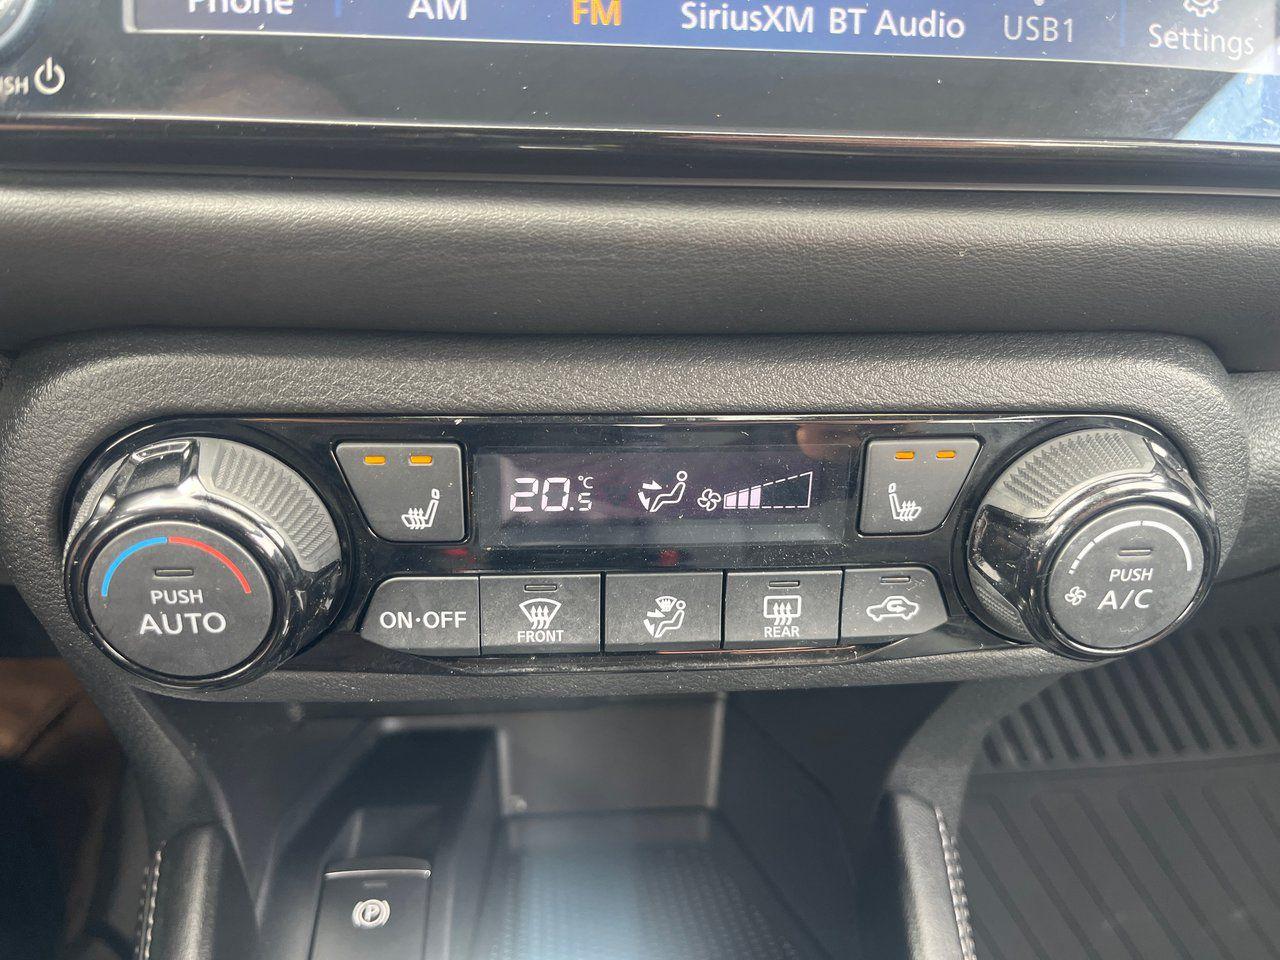 Phone AM FM SiriusXM BT Audio USB1 Settings
20.5 °C
PUSH AUTO
ON·OFF
FRONT
REAR
PUSH A/C
P